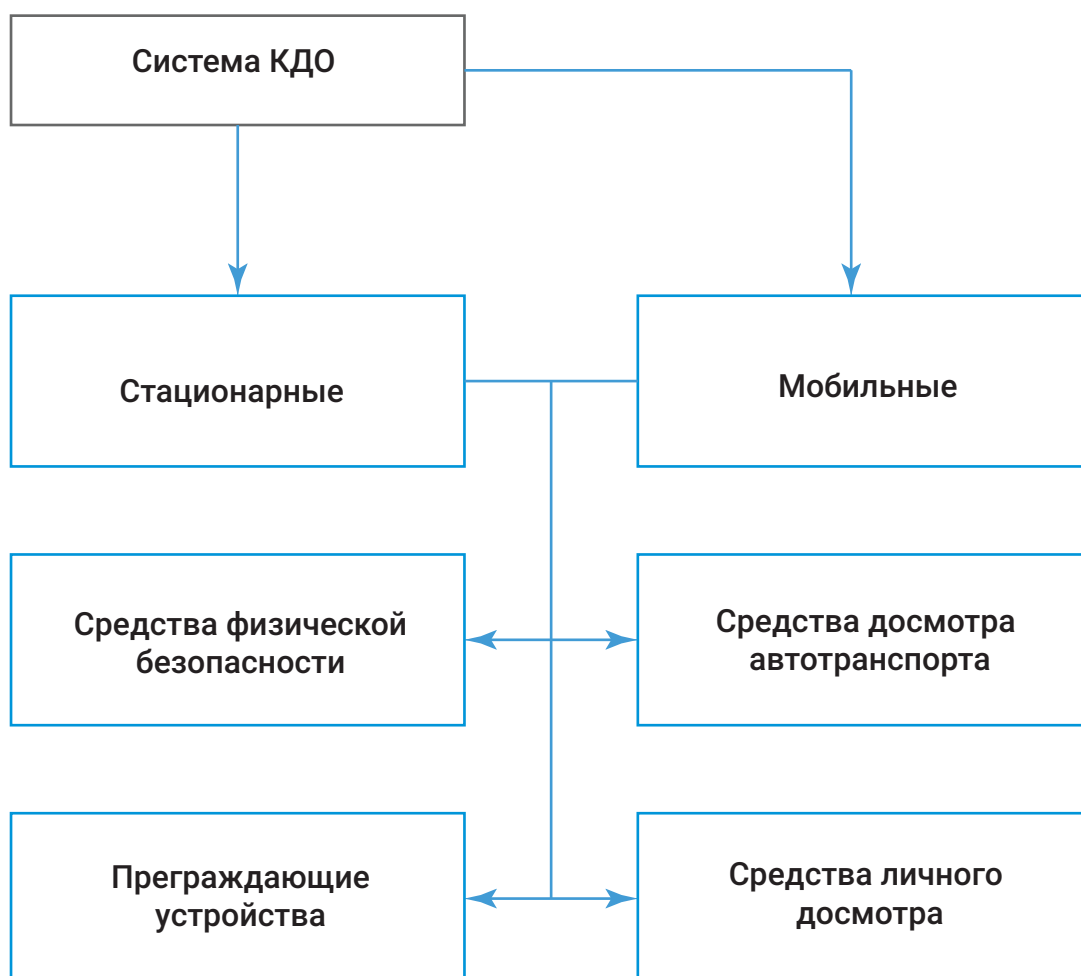 Система КДО
Стационарные
Мобильные
Средства физической
безопасности
Средства досмотра
автотранспорта
Преграждающие
устройства
Средства личного
досмотра